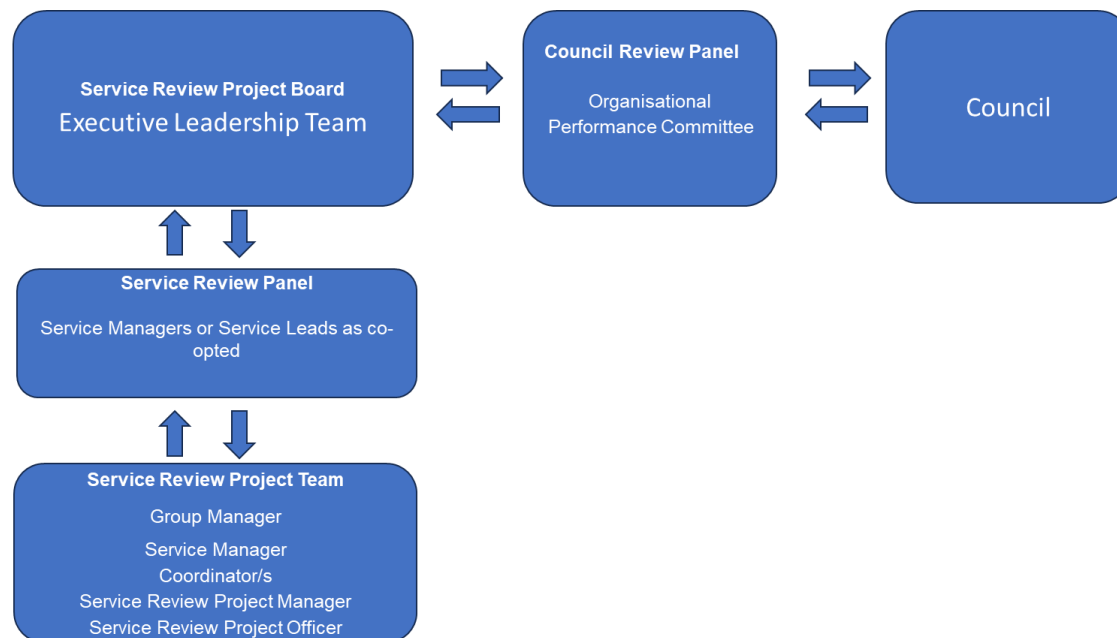 Service Review Project Board
Executive Leadership Team
Council Review Panel
Organisational
Performance Committee
Council
Service Review Panel
Service Managers or Service Leads as co-
opted
Service Review Project Team
Group Manager
Service Manager
Coordinator/s
Service Review Project Manager
Service Review Project Officer